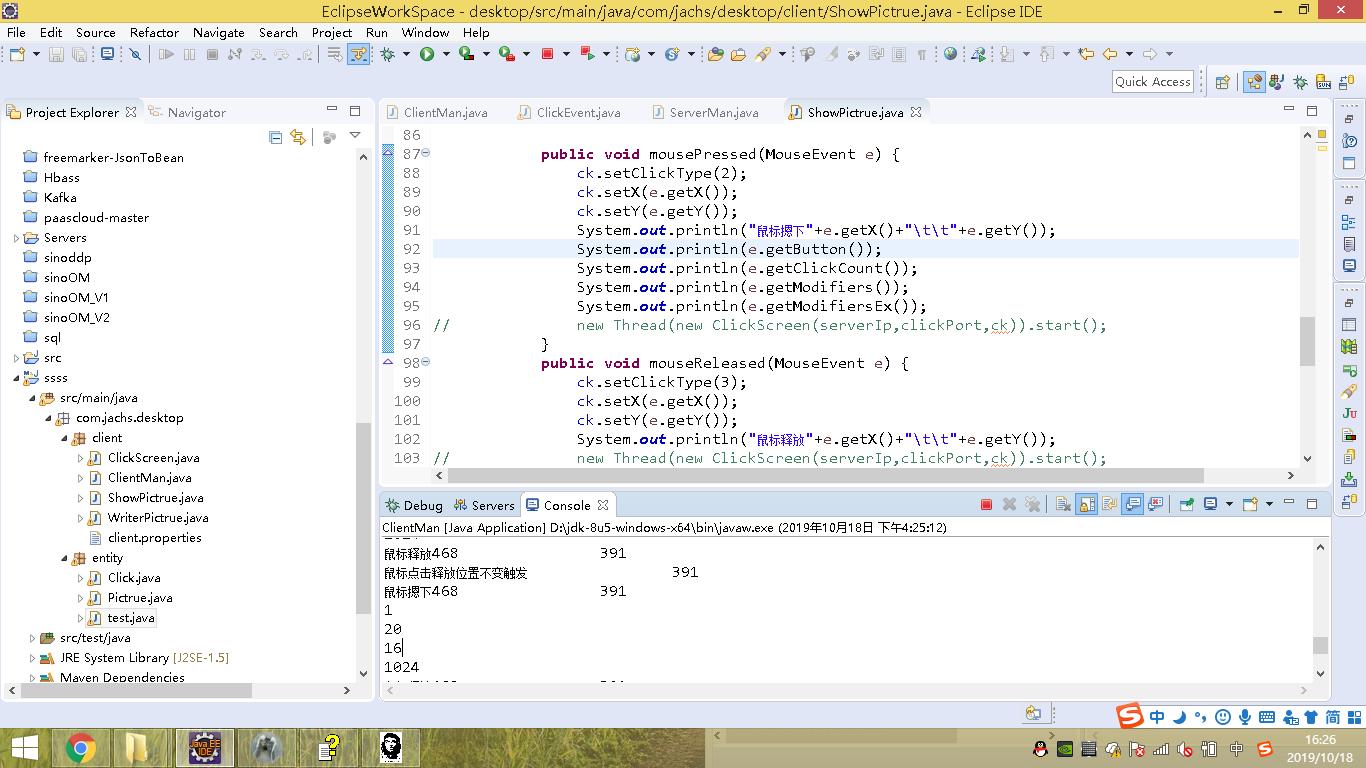 EclipseWorkSpace - desktop/src/main/java/com/jachs/desktop/client/ShowPictrue.java - Eclipse IDE
File Edit Source Refactor Navigate Search Project Run Window Help
Quick Access
Project Explorer Navigator
freemarker-JsonToBean
Hbass
Kafka
paascloud-master
Servers
sinoddp
sinoOM
sinoOM_V1
sinoOM_V2
sql
src
ssss
src/main/java
com.jachs.desktop
client
ClickScreen.java
ClientMan.java
ShowPictrue.java
WriterPictrue.java
client.properties
entity
Click.java
Pictrue.java
test.java
src/test/java
JRE System Library [J2SE-1.5]
Maven Dependencies
ClientMan.java ClickEvent.java ServerMan.java ShowPictrue.java
86
87 public void mousePressed(MouseEvent e) {
88 ck.setClickType(2);
89 ck.setX(e.getX());
90 ck.setY(e.getY());
91 System.out.println("鼠标摁下"+e.getX()+"\t\t"+e.getY());
92 System.out.println(e.getButton());
93 System.out.println(e.getClickCount());
94 System.out.println(e.getModifiers());
95 System.out.println(e.getModifiersEx());
96 // new Thread(new ClickScreen(serverIp,clickPort,ck)).start();
97 }
98 public void mouseReleased(MouseEvent e) {
99 ck.setClickType(3);
100 ck.setX(e.getX());
101 ck.setY(e.getY());
102 System.out.println("鼠标释放"+e.getX()+"\t\t"+e.getY());
103 // new Thread(new ClickScreen(serverIp,clickPort,ck)).start();
Debug Servers Console
ClientMan [Java Application] D:\jdk-8u5-windows-x64\bin\javaw.exe (2019年10月18日 下午4:25:12)
鼠标释放468 391
鼠标点击释放位置不变触发 391
鼠标摁下468 391
1
20
16
1024
中 简
Java EE
IDE
中
16:26
2019/10/18